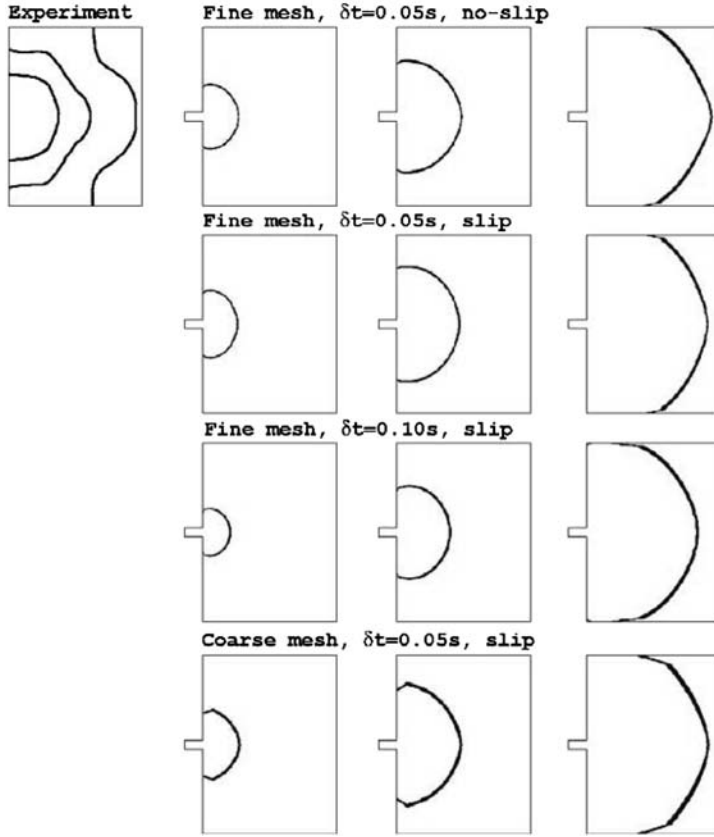 Experiment
Fine mesh, δt=0.05s, no-slip
Fine mesh, δt=0.05s, slip
Fine mesh, δt=0.10s, slip
Coarse mesh, δt=0.05s, slip